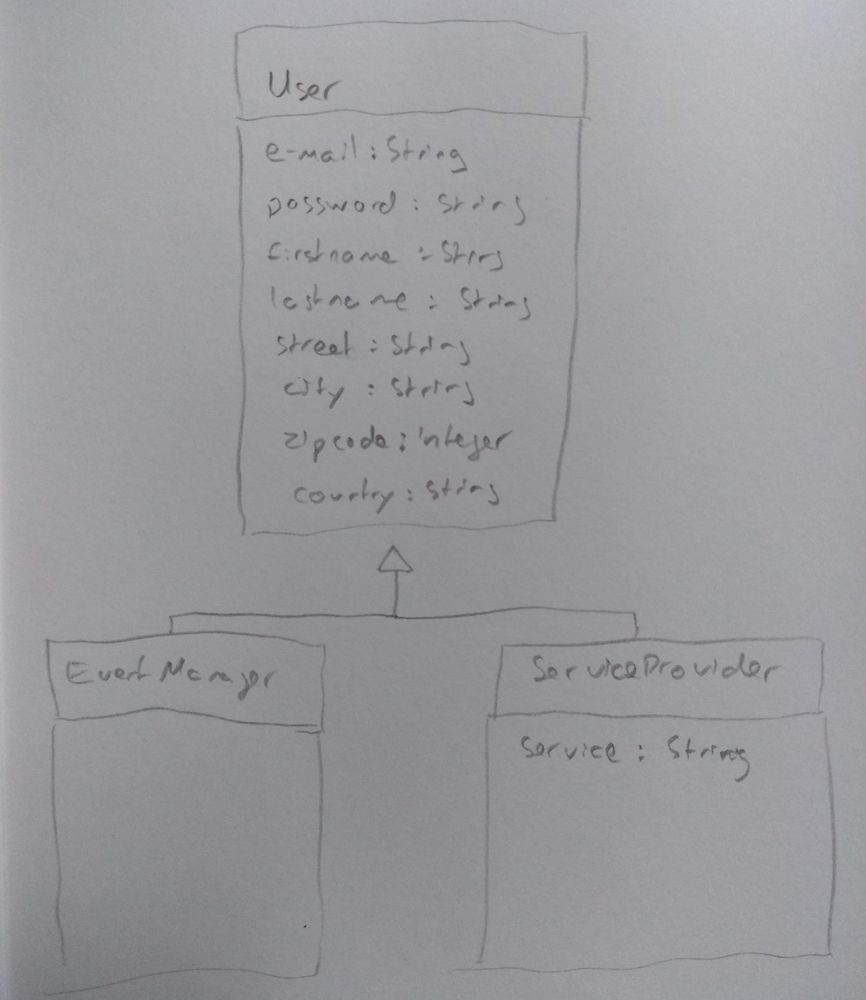 User
e-mail : String
password : String
firstname : String
lastname : String
street : String
city : String
zipcode : integer
country : String
EventManager
ServiceProvider
service : String